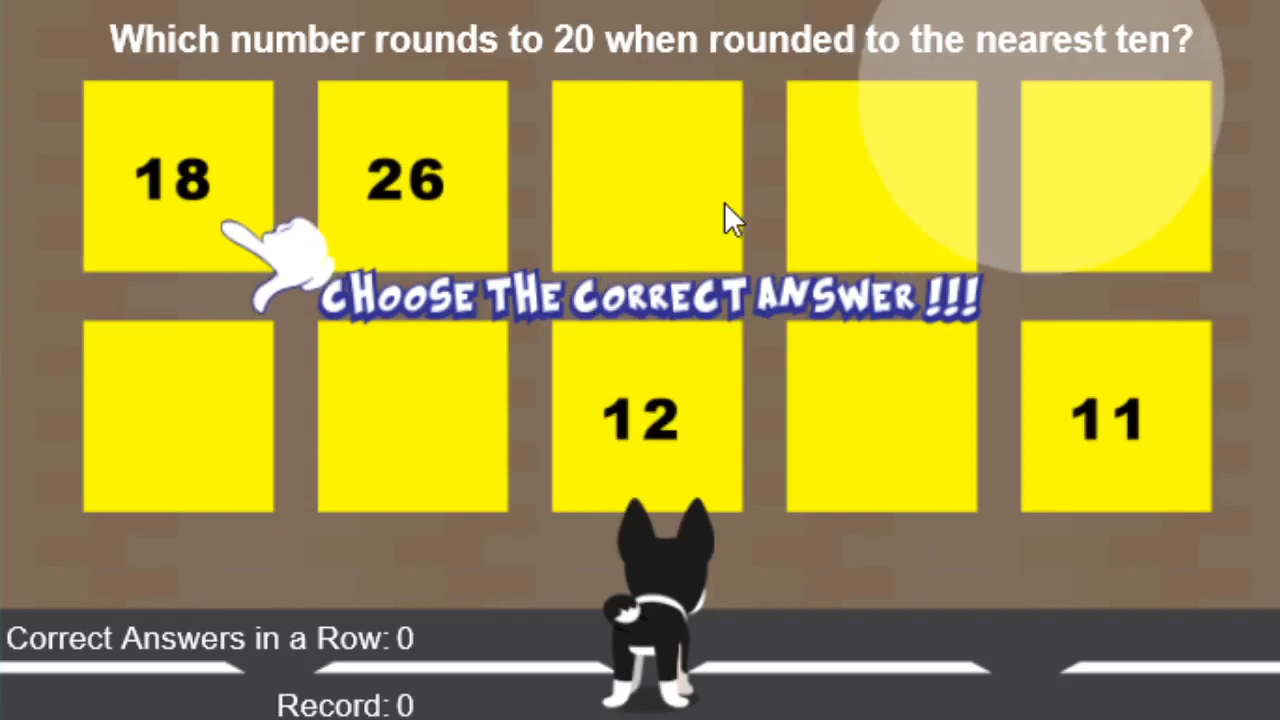 Which number rounds to 20 when rounded to the nearest ten?
18 26
CHOOSE THE CORRECT ANSWER !!!
12 11
Correct Answers in a Row: 0
Record: 0